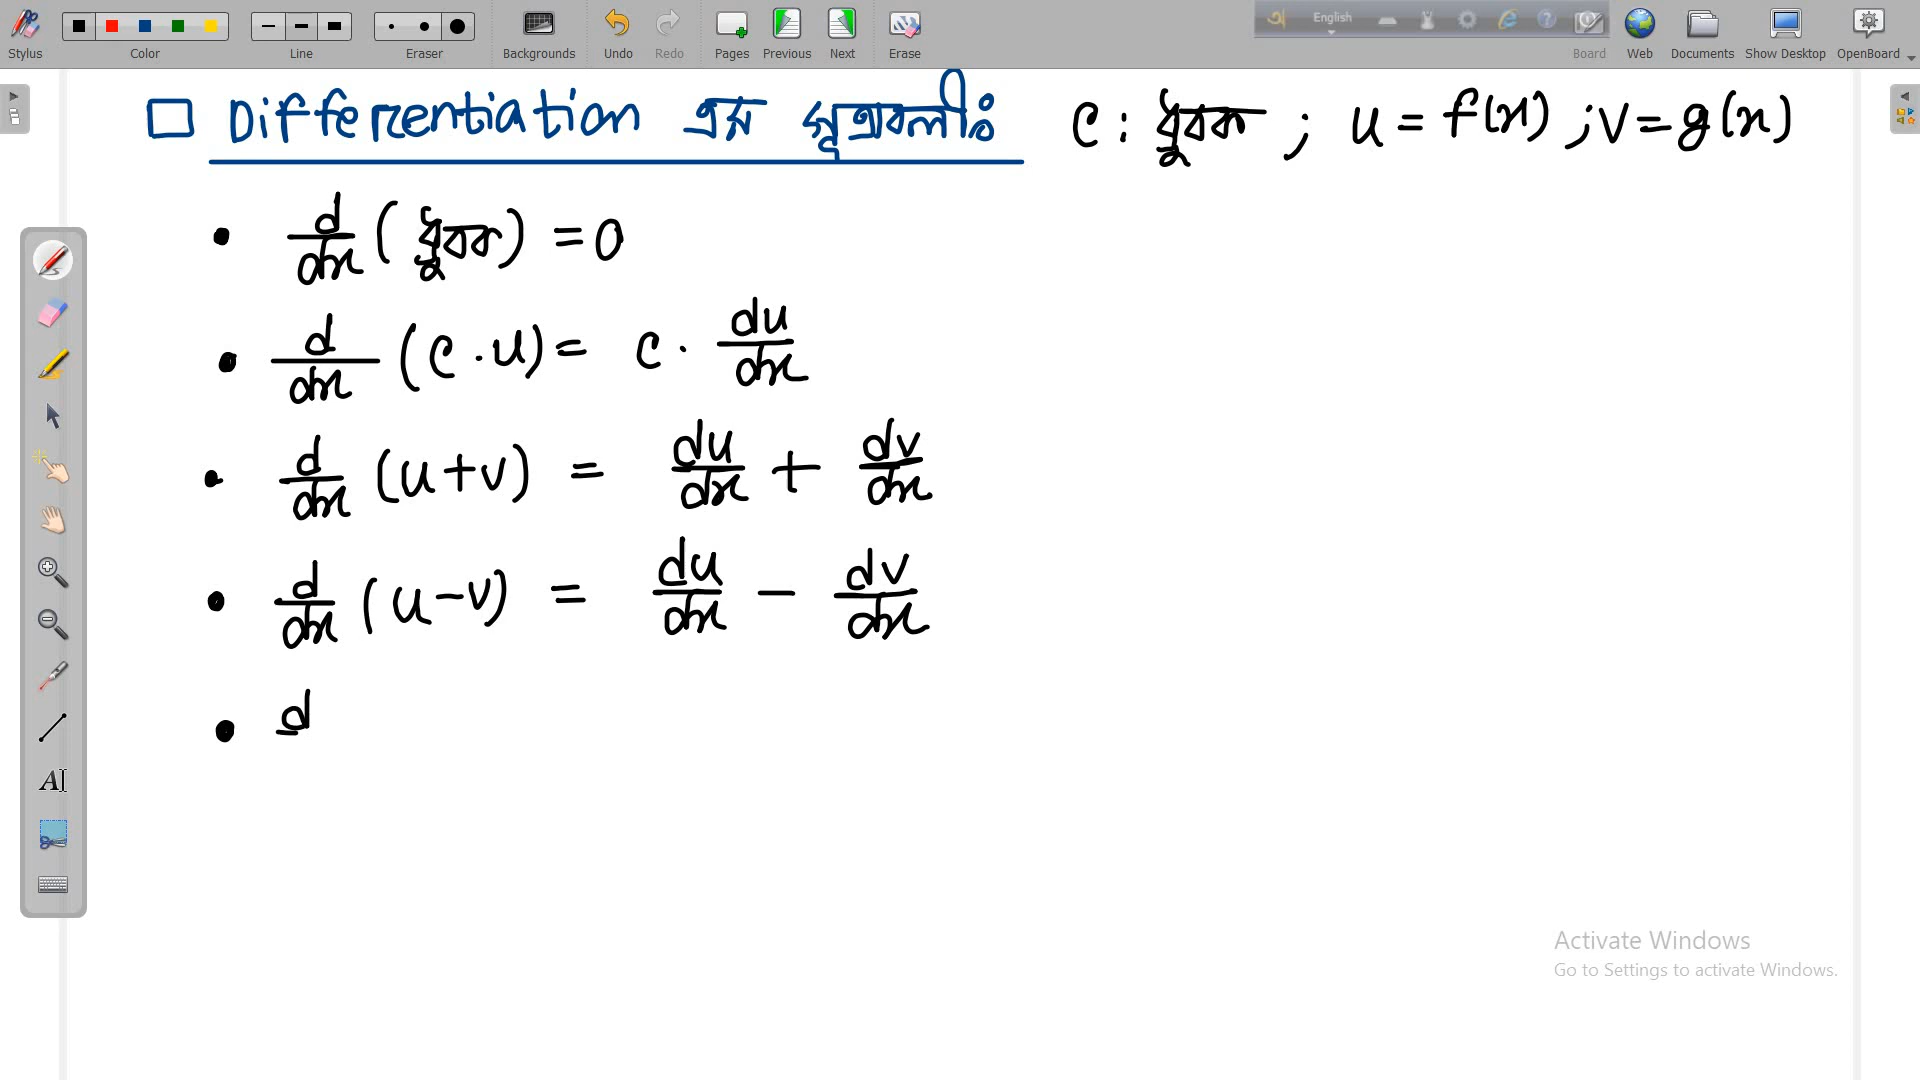 Stylus Color Line Eraser Backgrounds Undo Redo Pages Previous Next Erase English Board Web Documents Show Desktop OpenBoard
Differentiation এর সূত্রাবলীঃ C : ধ্রুবক ; u = f(x) ; v = g(x)
• d/dx (ধ্রুবক) = 0
• d/dx (c . u) = c . du/dx
• d/dx (u+v) = du/dx + dv/dx
• d/dx (u-v) = du/dx - dv/dx
• d
Activate Windows
Go to Settings to activate Windows.